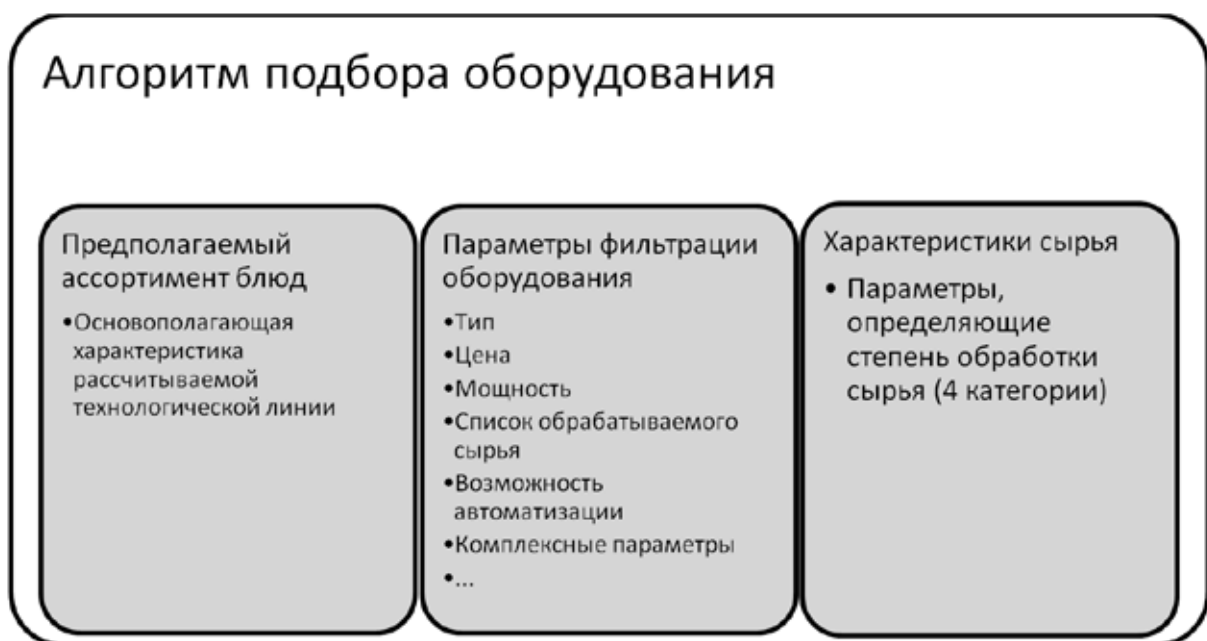 Алгоритм подбора оборудования
Предполагаемый
ассортимент блюд
•Основополагающая
характеристика
рассчитываемой
технологической линии
Параметры фильтрации
оборудования
•Тип
•Цена
•Мощность
•Список обрабатываемого
сырья
•Возможность
автоматизации
•Комплексные параметры
•...
Характеристики сырья
• Параметры,
определяющие
степень обработки
сырья (4 категории)